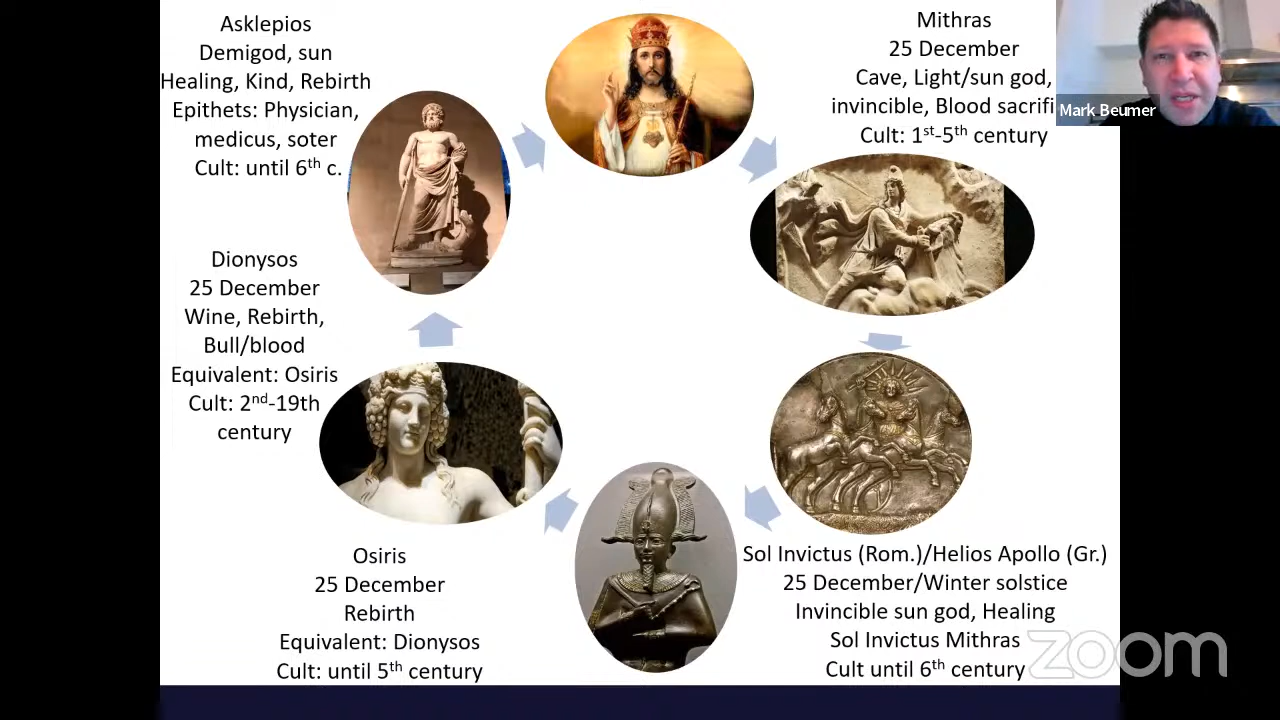 Asklepios
Demigod, sun
Healing, Kind, Rebirth
Epithets: Physician,
medicus, soter
Cult: until 6th c.
Mithras
25 December
Cave, Light/sun god,
invincible, Blood sacrifi
Cult: 1st-5th century
Mark Beumer
Dionysos
25 December
Wine, Rebirth,
Bull/blood
Equivalent: Osiris
Cult: 2nd-19th
century
Osiris
25 December
Rebirth
Equivalent: Dionysos
Cult: until 5th century
Sol Invictus (Rom.)/Helios Apollo (Gr.)
25 December/Winter solstice
Invincible sun god, Healing
Sol Invictus Mithras
Cult until 6th century
zoom